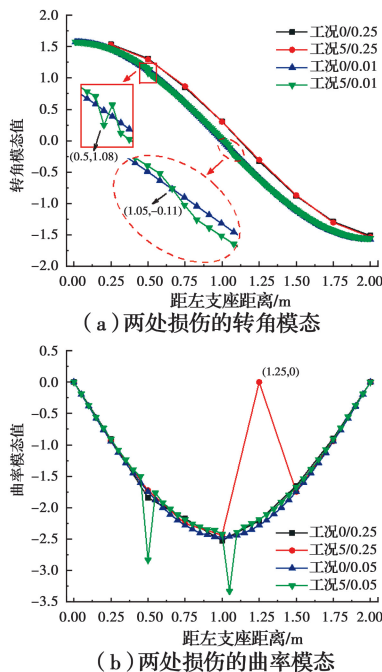 (a)
2.0
1.5
1.0
0.5
0.0
−0.5
−1.0
−1.5
−2.0
转角模态值
工况0/0.25
工况5/0.25
工况0/0.01
工况5/0.01
(0.5,1.08)
(1.05,−0.11)
0.00 0.25 0.50 0.75 1.00 1.25 1.50 1.75 2.00
距左支座距离/m
(a)两处损伤的转角模态
(b)
0.5
0.0
−0.5
−1.0
−1.5
−2.0
−2.5
−3.0
−3.5
曲率模态值
(1.25,0)
工况0/0.25
工况5/0.25
工况0/0.05
工况5/0.05
0.00 0.25 0.50 0.75 1.00 1.25 1.50 1.75 2.00
距左支座距离/m
(b)两处损伤的曲率模态